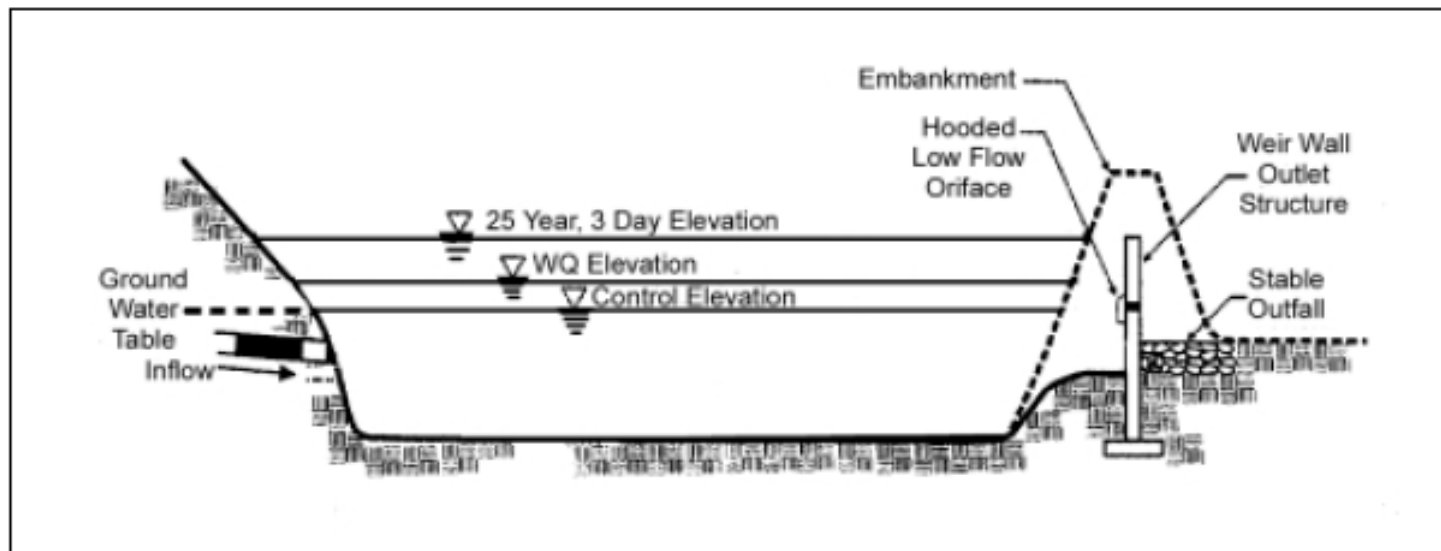 Embankment
Hooded
Low Flow
Oriface
Weir Wall
Outlet
Structure
25 Year, 3 Day Elevation
WQ Elevation
Control Elevation
Ground
Water
Table
Inflow
Stable
Outfall